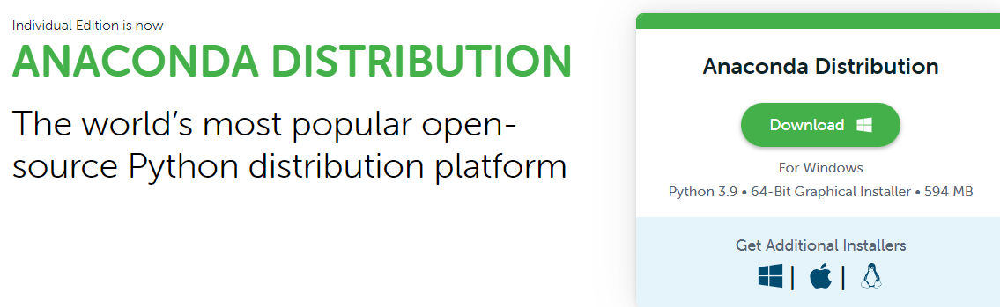 Individual Edition is now
ANACONDA DISTRIBUTION
The world’s most popular open-
source Python distribution platform
Anaconda Distribution
Download
For Windows
Python 3.9 • 64-Bit Graphical Installer • 594 MB
Get Additional Installers
| |